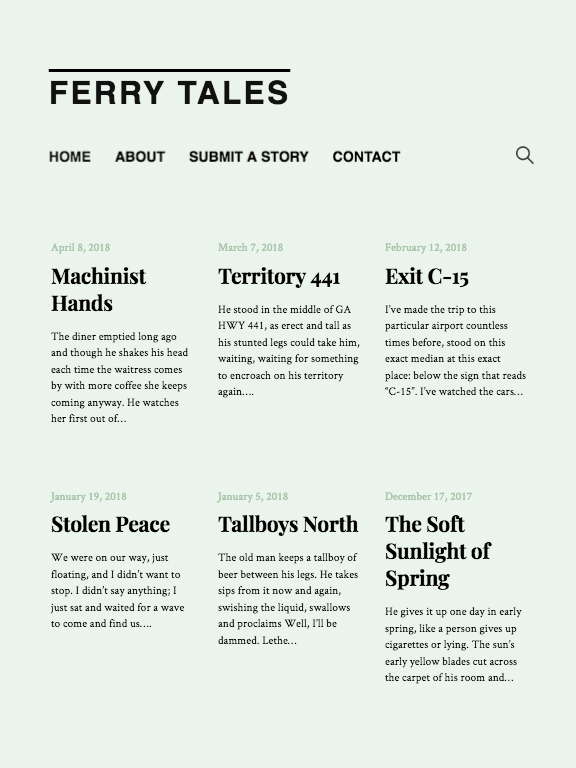 FERRY TALES
HOME ABOUT SUBMIT A STORY CONTACT
April 8, 2018
Machinist
Hands
The diner emptied long ago
and though he shakes his head
each time the waitress comes
by with more coffee she keeps
coming anyway. He watches
her first out of…
March 7, 2018
Territory 441
He stood in the middle of GA
HWY 441, as erect and tall as
his stunted legs could take him,
waiting, waiting for something
to encroach on his territory
again.…
February 12, 2018
Exit C-15
I’ve made the trip to this
particular airport countless
times before, stood on this
exact median at this exact
place: below the sign that reads
“C-15”. I’ve watched the cars…
January 19, 2018
Stolen Peace
We were on our way, just
floating, and I didn’t want to
stop. I didn’t say anything; I
just sat and waited for a wave
to come and find us.…
January 5, 2018
Tallboys North
The old man keeps a tallboy of
beer between his legs. He takes
sips from it now and again,
swishing the liquid, swallows
and proclaims Well, I’ll be
dammed. Lethe…
December 17, 2017
The Soft
Sunlight of
Spring
He gives it up one day in early
spring, like a person gives up
cigarettes or lying. The sun’s
early yellow blades cut across
the carpet of his room and…